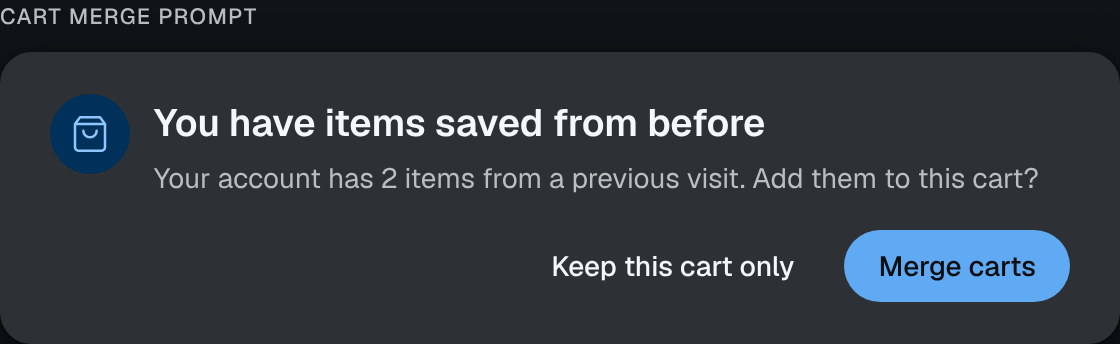 CART MERGE PROMPT
You have items saved from before
Your account has 2 items from a previous visit. Add them to this cart?
Keep this cart only
Merge carts